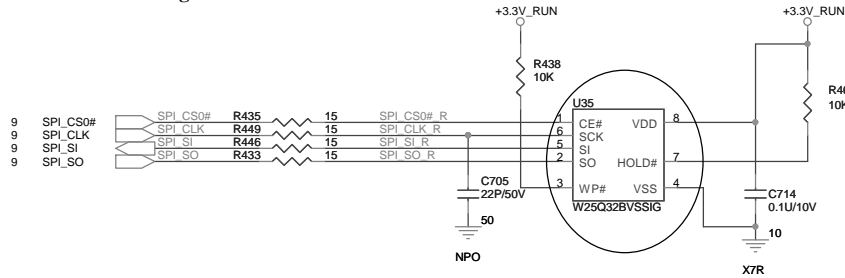 +3.3V_RUN
+3.3V_RUN
R438
10K
U35
9 SPI_CS0# SPI_CS0# R435 15 SPI_CS0#_R 1 CE# VDD 8
9 SPI_CLK SPI_CLK R449 15 SPI_CLK_R 6 SCK
9 SPI_SI SPI_SI R446 15 SPI_SI_R 5 SI
9 SPI_SO SPI_SO R433 15 SPI_SO_R 2 SO HOLD# 7
3 WP# VSS 4
W25Q32BVSSIG
C705
22P/50V
50
NPO
C714
0.1U/10V
10
X7R